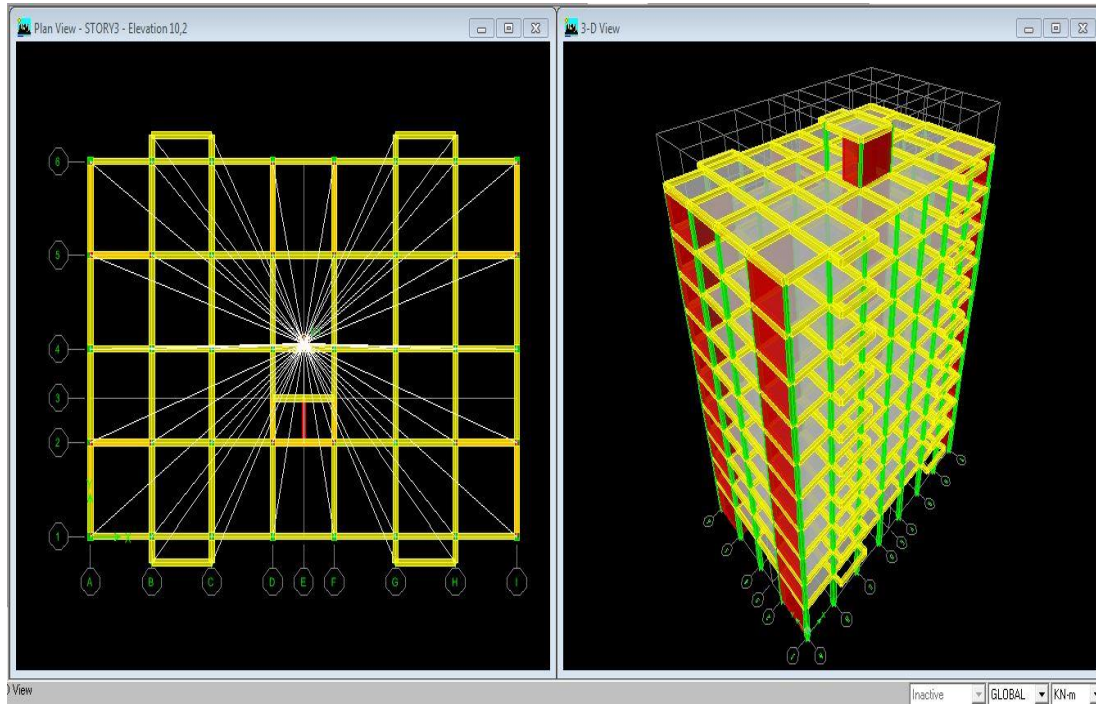 Plan View - STORY3 - Elevation 10,2
3-D View
6
5
4
3
2
1
X
A B C D E F G H I
View
Inactive
GLOBAL
KN-m